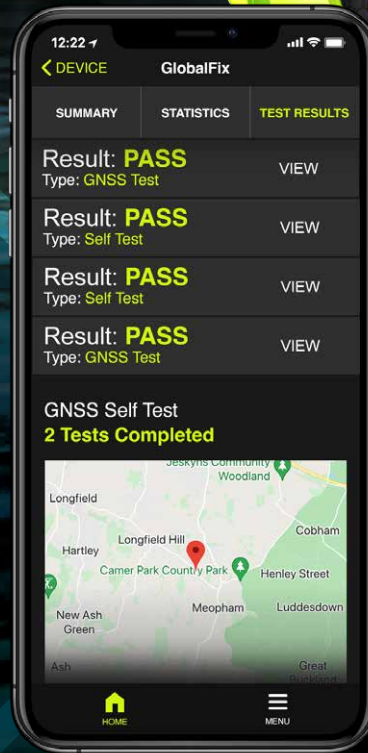 12:22
DEVICE
GlobalFix
SUMMARY
STATISTICS
TEST RESULTS
Result: PASS
Type: GNSS Test
VIEW
Result: PASS
Type: Self Test
VIEW
Result: PASS
Type: Self Test
VIEW
Result: PASS
Type: GNSS Test
VIEW
GNSS Self Test
2 Tests Completed
Jeskyns Community
Woodland
Longfield
Cobham
Longfield Hill
Hartley
Camer Park Country Park
Henley Street
Meopham
Luddesdown
New Ash
Green
Ash
Great
Buckland
HOME
MENU